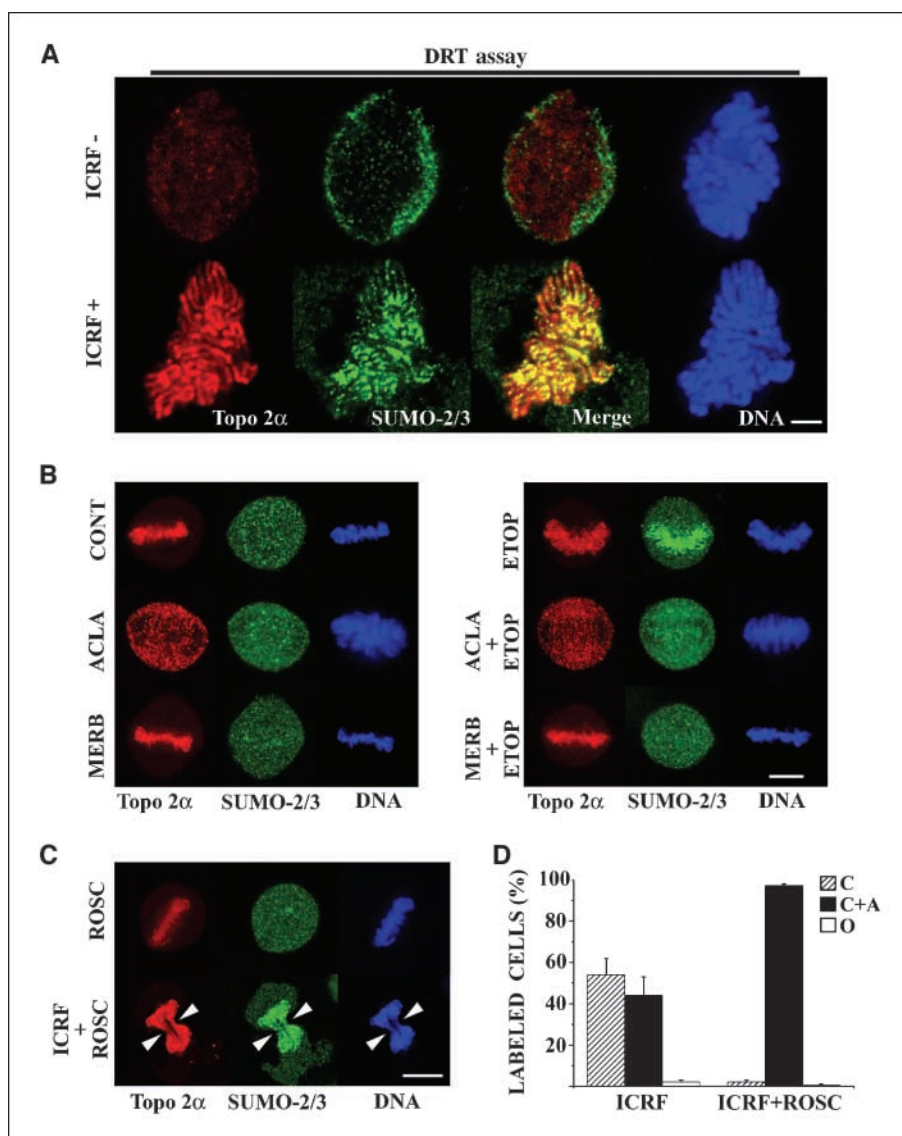 A
DRT assay
ICRF -
ICRF +
Topo 2α
SUMO-2/3
Merge
DNA
B
CONT
ACLA
MERB
Topo 2α SUMO-2/3 DNA
ETOP
ACLA
+
ETOP
MERB
+
ETOP
Topo 2α SUMO-2/3 DNA
C
ROSC
ICRF
+
ROSC
Topo 2α SUMO-2/3 DNA
D
LABELED CELLS (%)
100
80
60
40
20
C
C+A
O
ICRF ICRF+ROSC